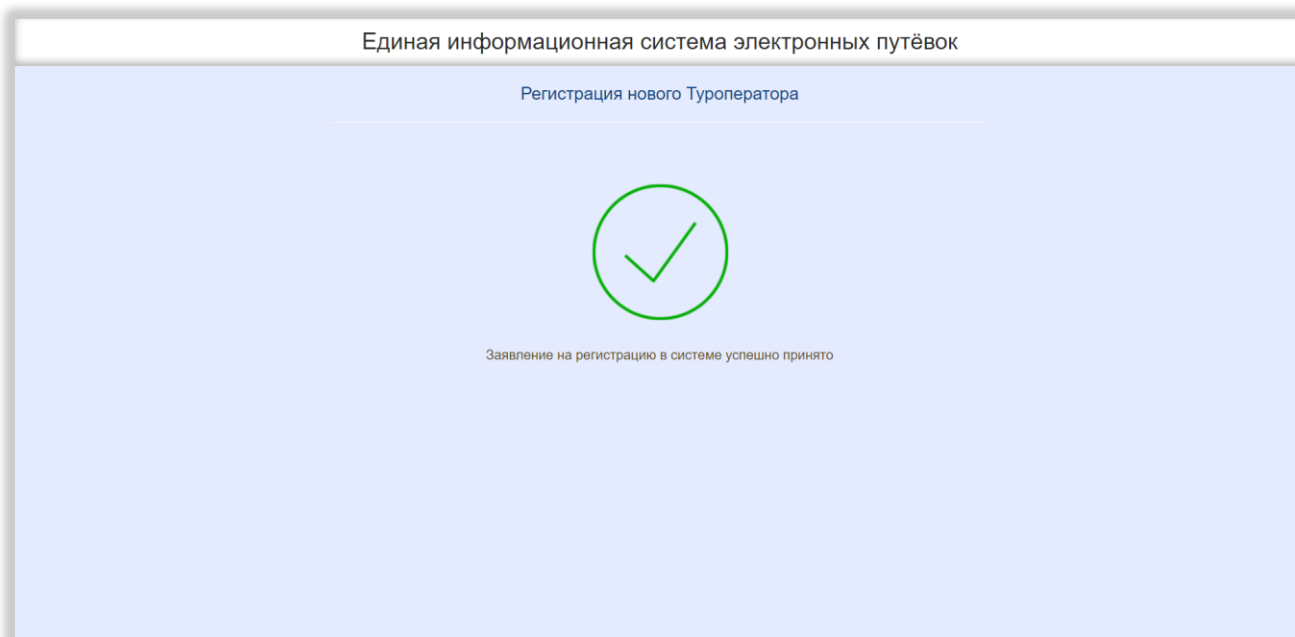 Единая информационная система электронных путёвок
Регистрация нового Туроператора
Заявление на регистрацию в системе успешно принято